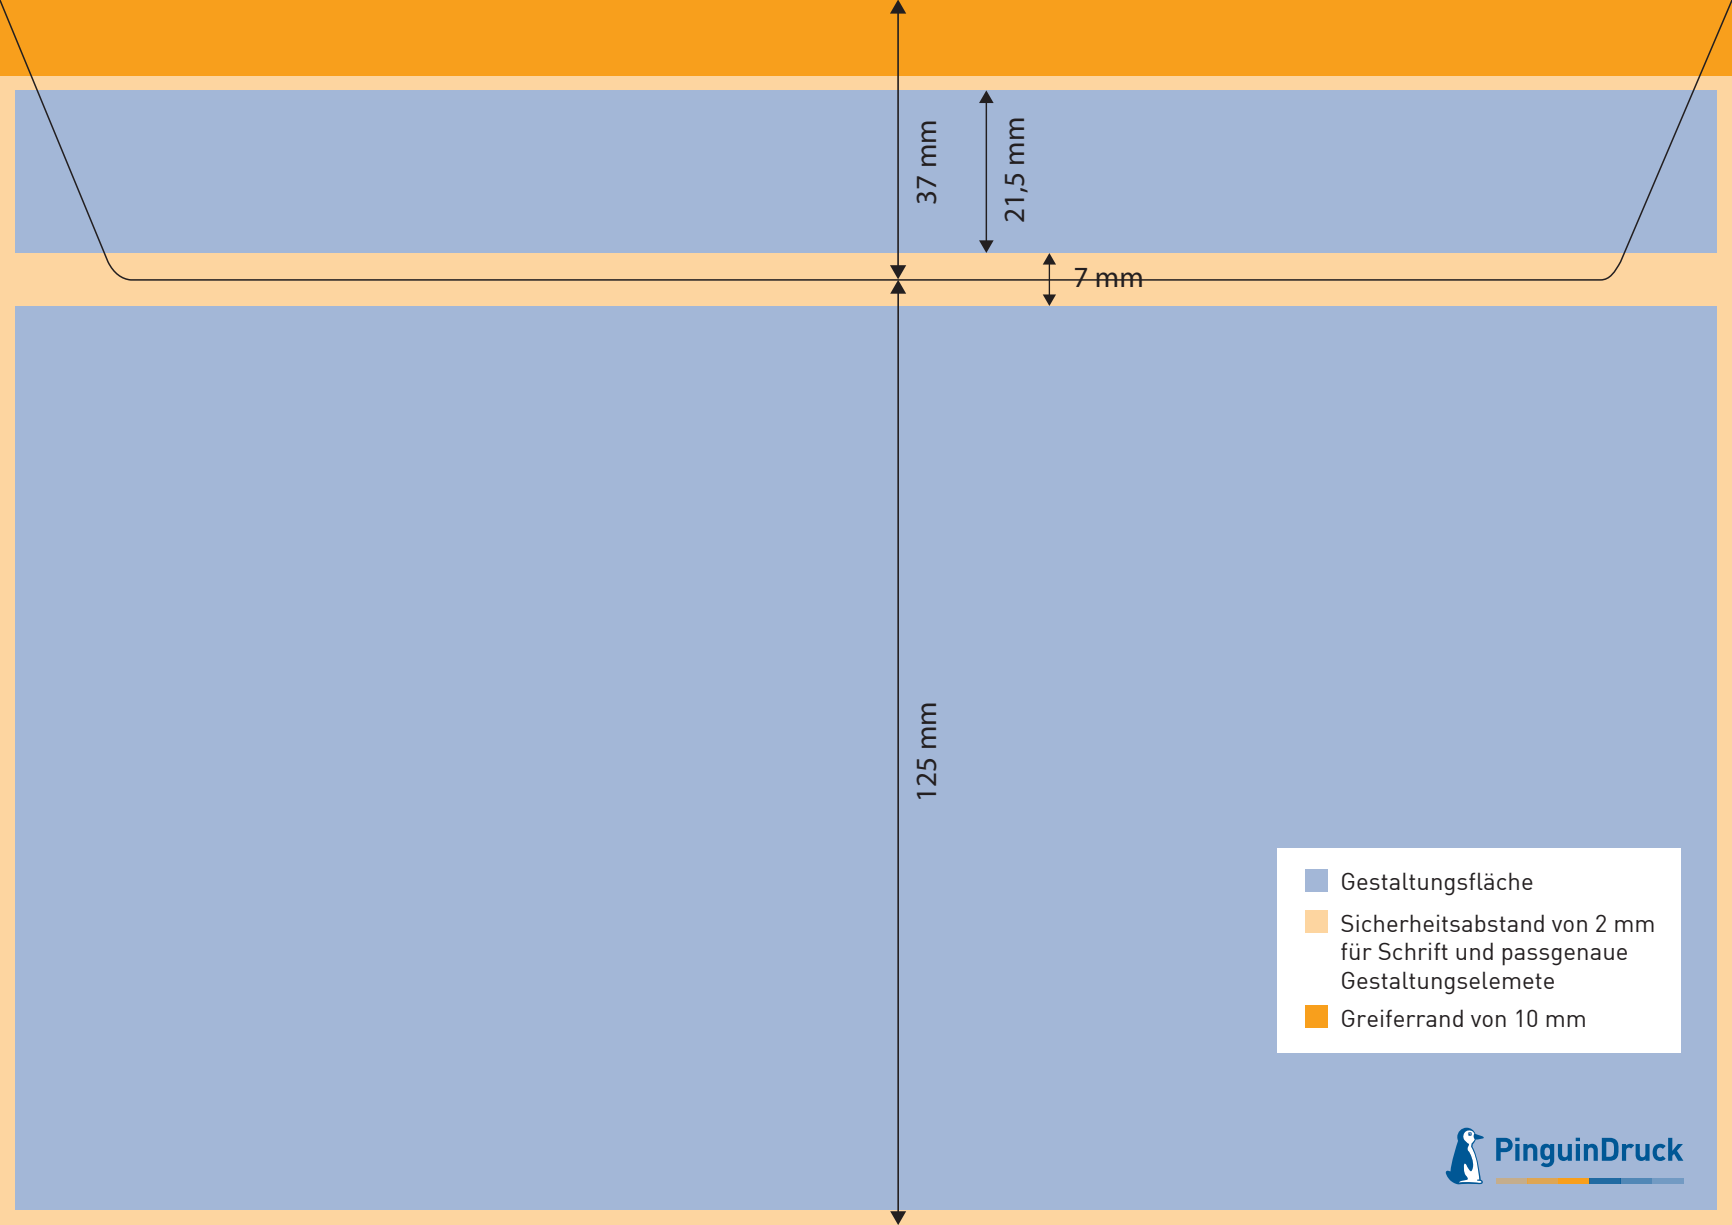 37 mm
21,5 mm
7 mm
125 mm
Gestaltungsfläche
Sicherheitsabstand von 2 mm
für Schrift und passgenaue
Gestaltungselemete
Greiferrand von 10 mm
PinguinDruck